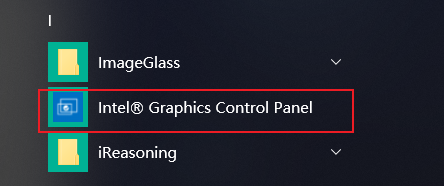 I
ImageGlass
Intel® Graphics Control Panel
iReasoning